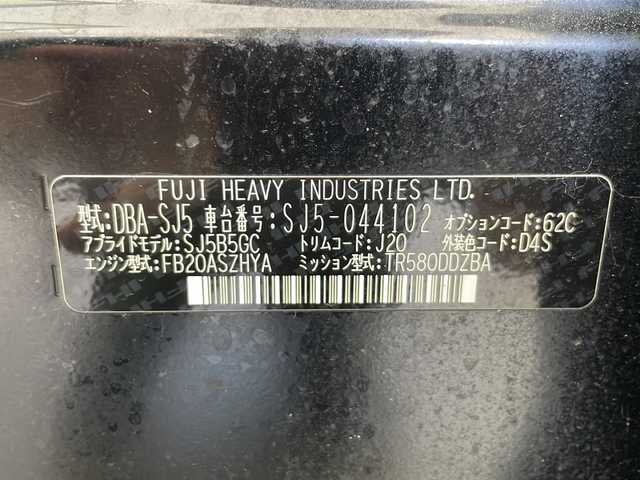 FUJI HEAVY INDUSTRIES LTD.
型式:DBA-SJ5 車台番号:SJ5-044102 オプションコード:62C
アプライドモデル:SJ5B5GC トリムコード:J20 外装色コード:D4S
エンジン型式:FB20ASZHYA ミッション型式:TR580DDZBA